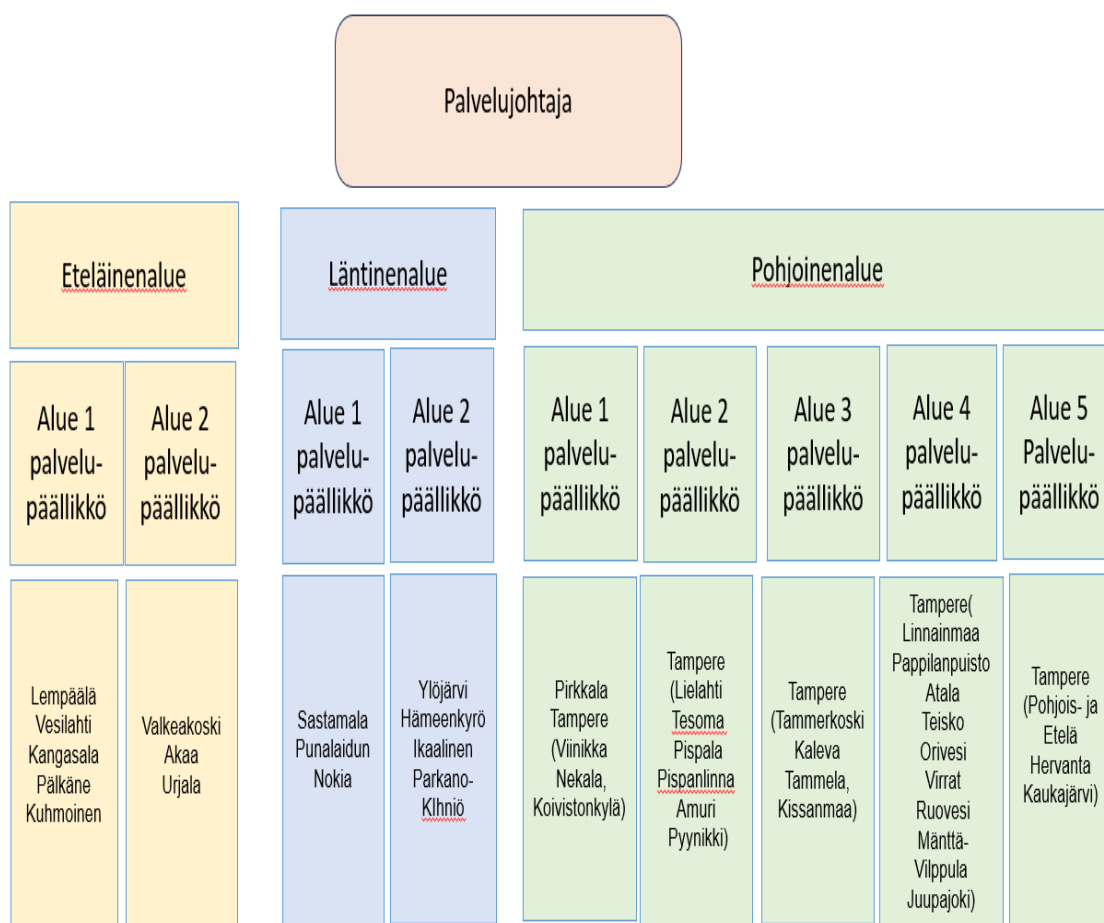 Palvelujohtaja
Eteläinenalue
Läntinenalue
Pohjoinenalue
Alue 1
palvelu-
päällikkö
Alue 2
palvelu-
päällikkö
Alue 1
palvelu-
päällikkö
Alue 2
palvelu-
päällikkö
Alue 1
palvelu-
päällikkö
Alue 2
palvelu-
päällikkö
Alue 3
palvelu-
päällikkö
Alue 4
palvelu-
päällikkö
Alue 5
Palvelu-
päällikkö
Lempäälä
Vesilahti
Kangasala
Pälkäne
Kuhmoinen
Valkeakoski
Akaa
Urjala
Sastamala
Punalaidun
Nokia
Ylöjärvi
Hämeenkyrö
Ikaalinen
Parkano-
KIhniö
Pirkkala
Tampere
(Viinikka
Nekala,
Koivistonkylä)
Tampere
(Lielahti
Tesoma
Pispala
Pispanlinna
Amuri
Pyynikki)
Tampere
(Tammerkoski
Kaleva
Tammela,
Kissanmaa)
Tampere(
Linnainmaa
Pappilanpuisto
Atala
Teisko
Orivesi
Virrat
Ruovesi
Mänttä-
Vilppula
Juupajoki)
Tampere
(Pohjois- ja
Etelä
Hervanta
Kaukajärvi)